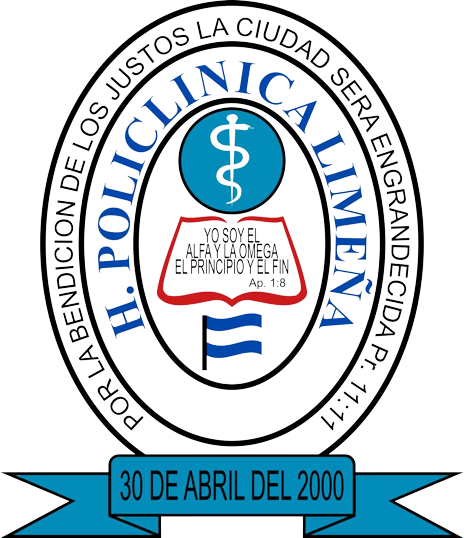 POR LA BENDICION DE LOS JUSTOS LA CIUDAD SERA ENGRANDECIDA Pr. 11:11
H. POLICLINICA LIMEÑA
YO SOY EL
ALFA Y LA OMEGA
EL PRINCIPIO Y EL FIN
Ap. 1:8
30 DE ABRIL DEL 2000